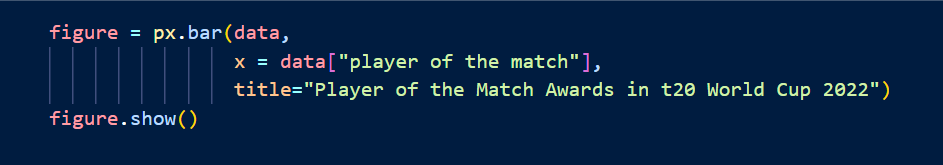 figure = px.bar(data,
x = data["player of the match"],
title="Player of the Match Awards in t20 World Cup 2022")
figure.show()